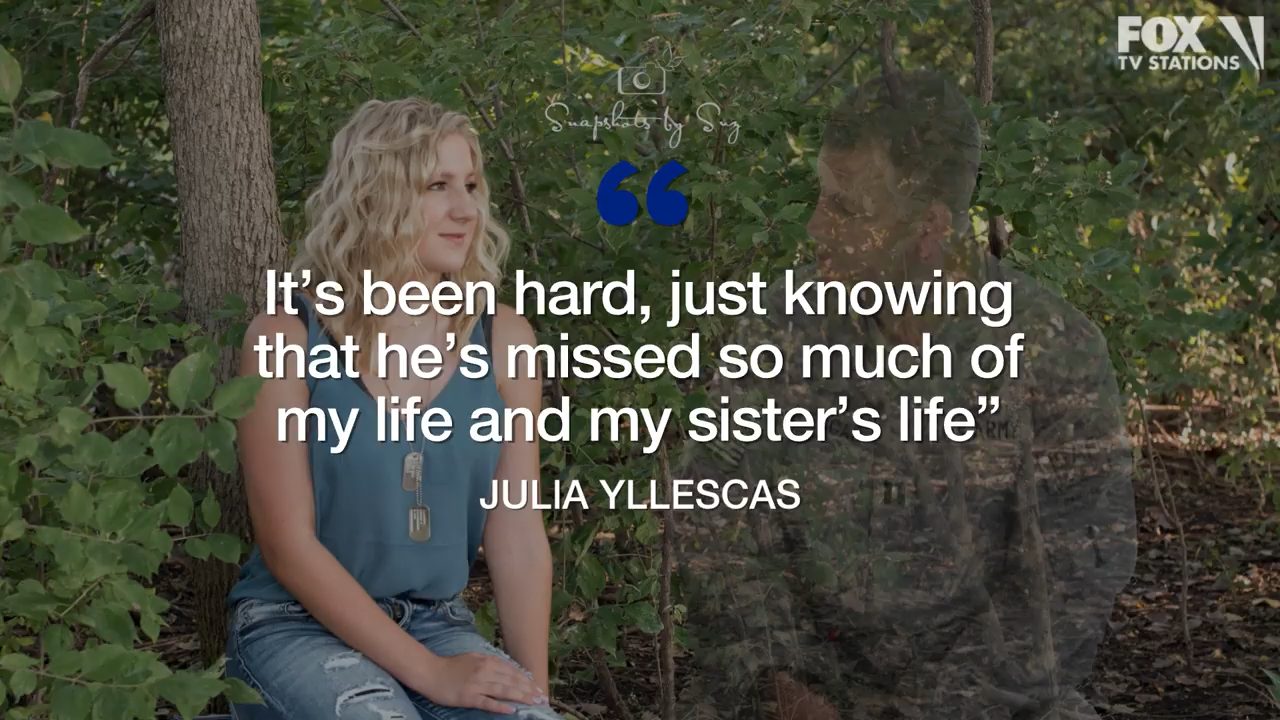 FOX
TV STATIONS
Snapshots by Suz
“
It’s been hard, just knowing
that he’s missed so much of
my life and my sister’s life”
ARMY
JULIA YLLESCAS